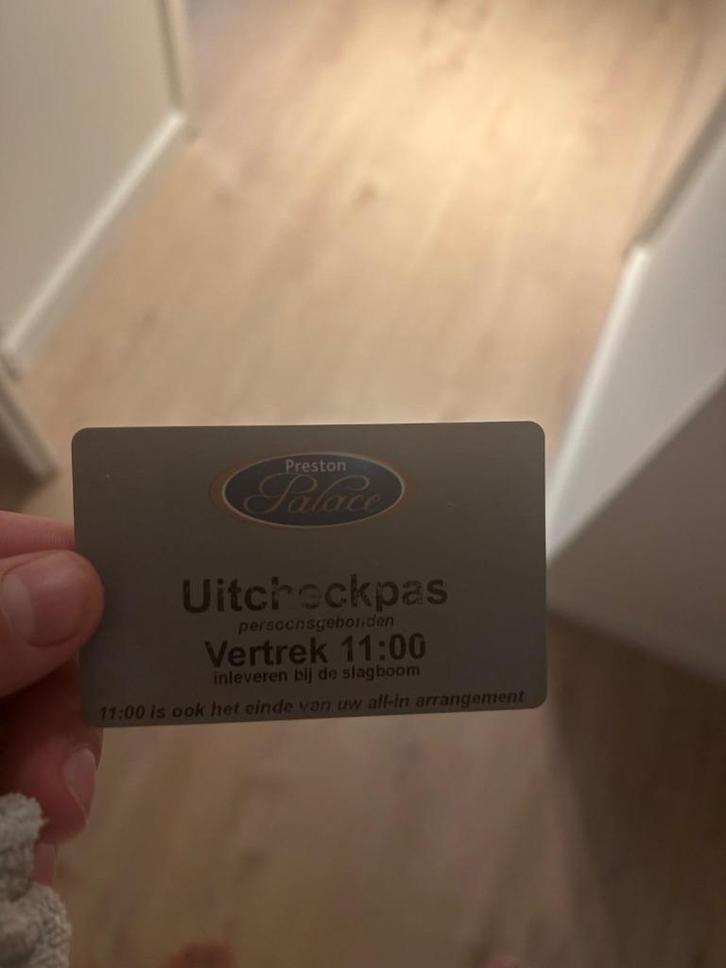 Preston
Palace
Uitcheckpas
persoonsgebonden
Vertrek 11:00
inleveren bij de slagboom
11:00 is ook het einde van uw all-in arrangement